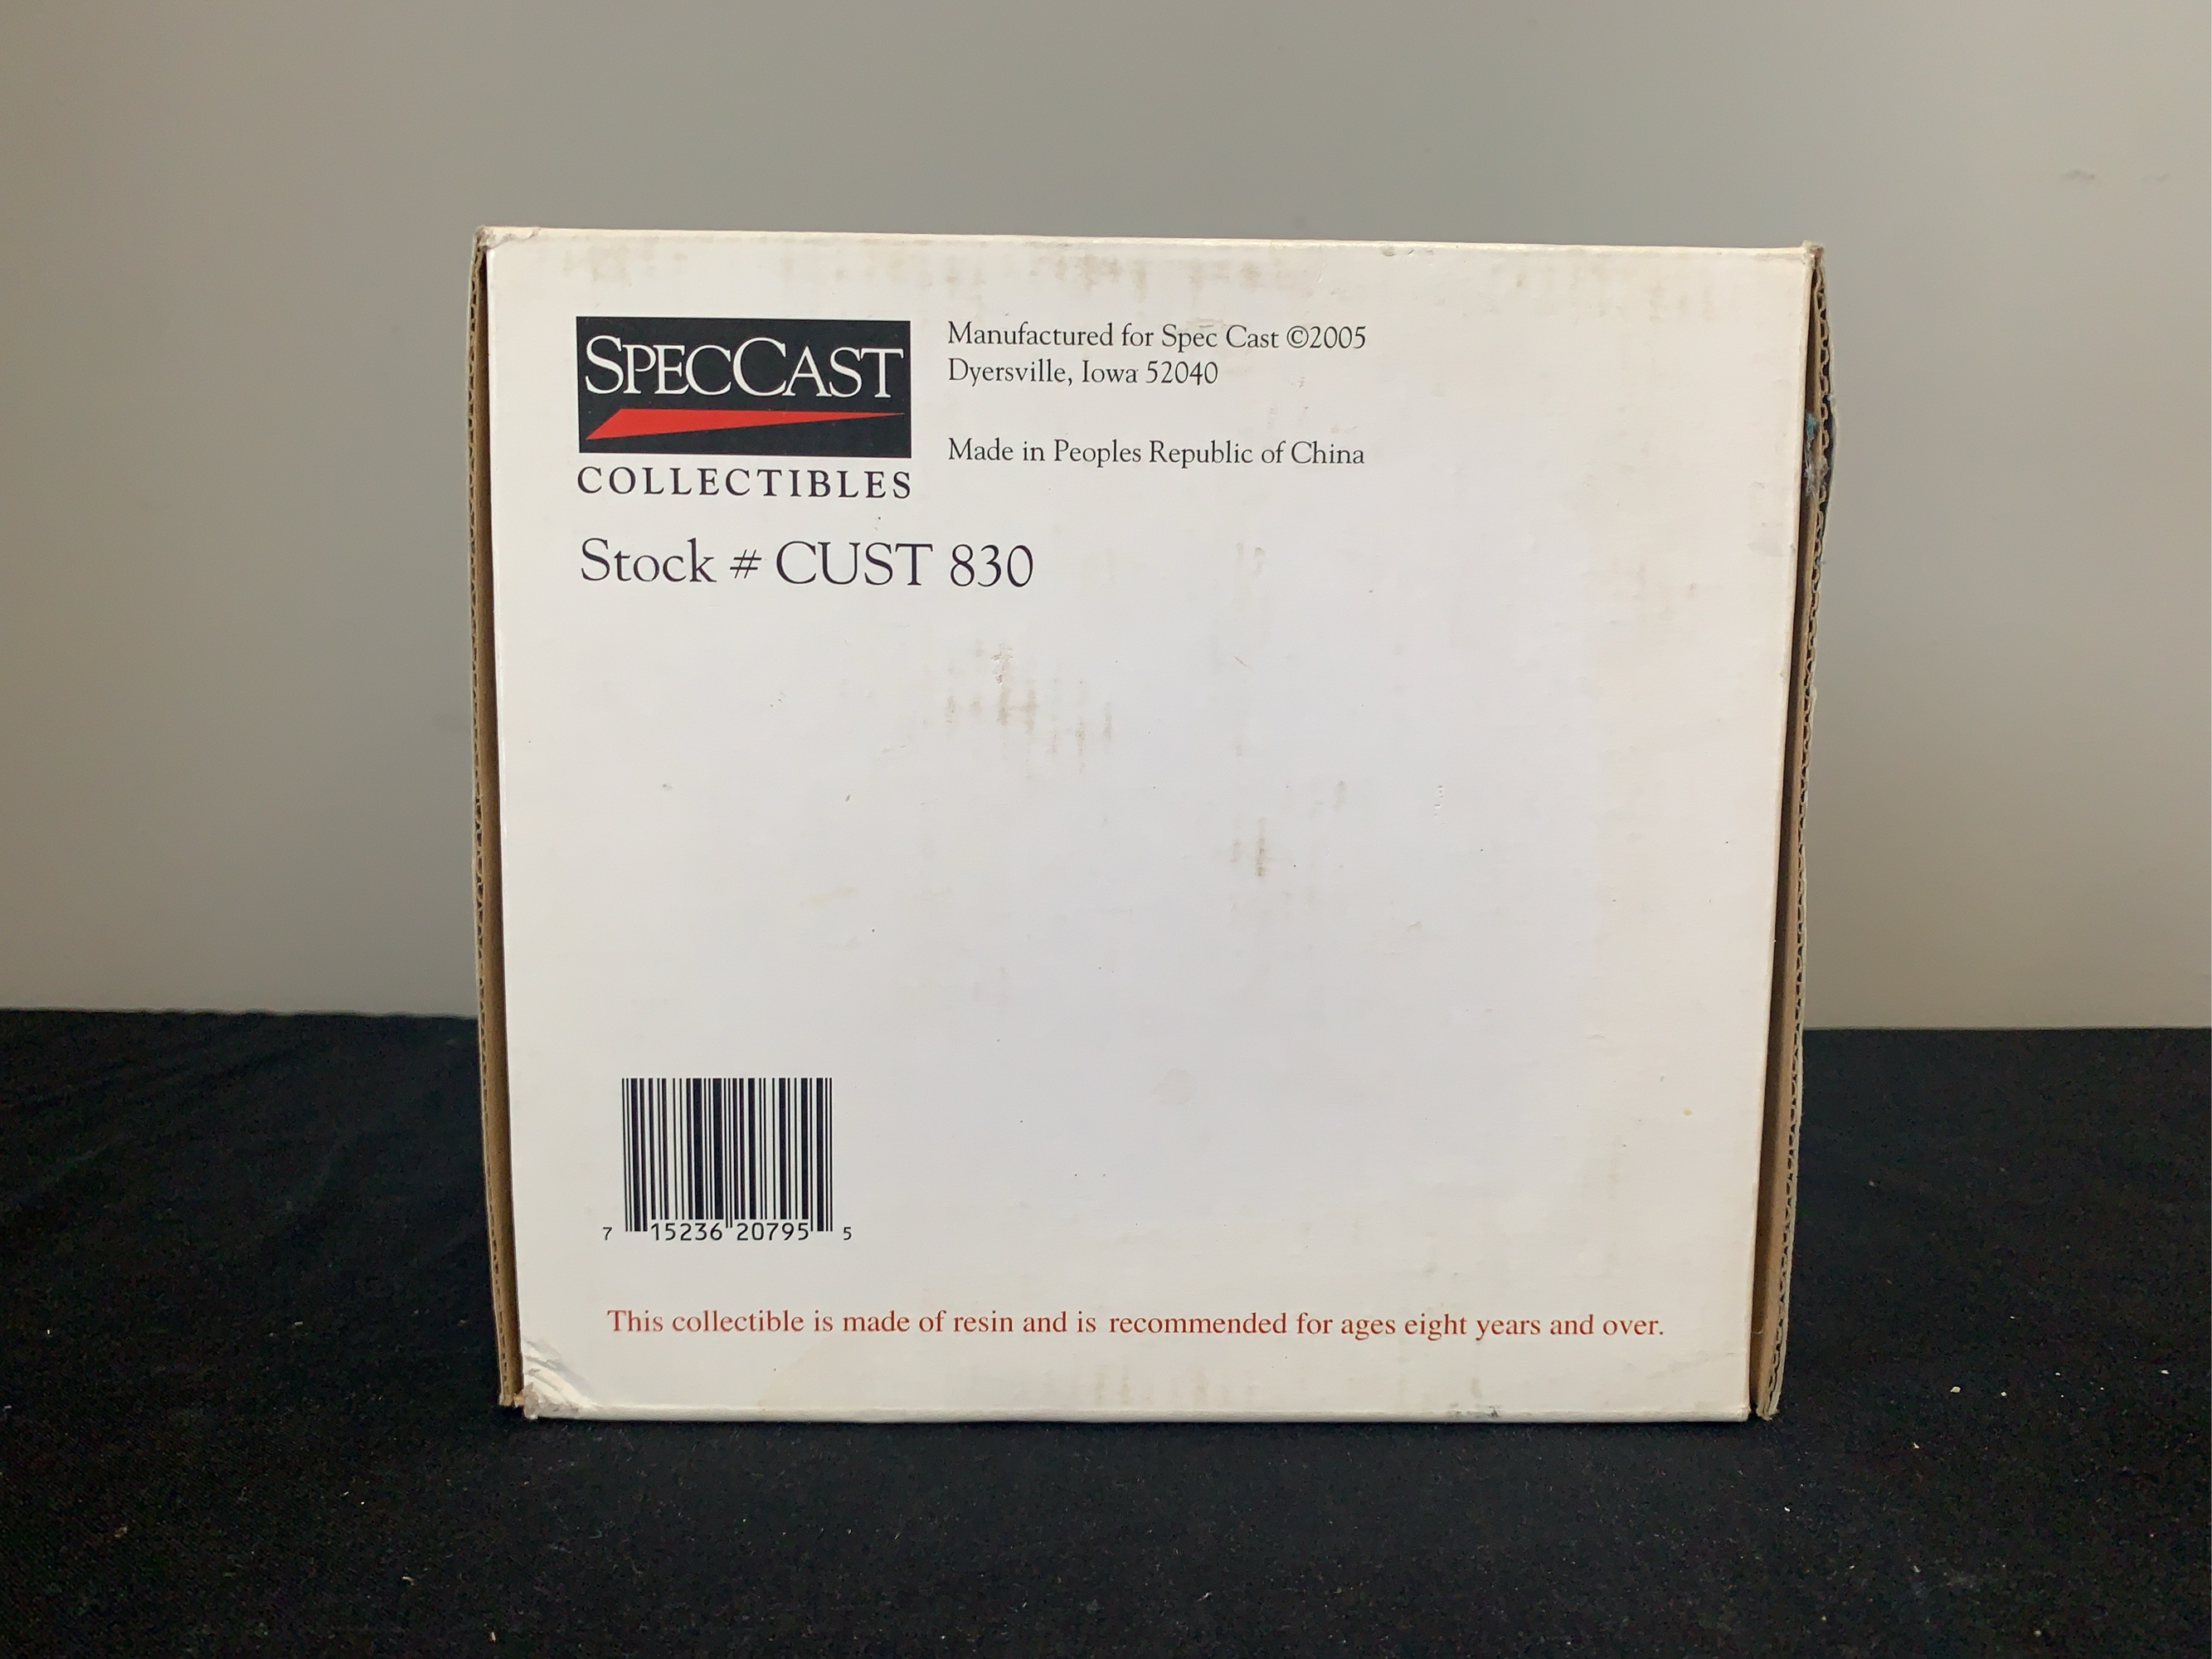 SPECCAST
COLLECTIBLES
Manufactured for Spec Cast ©2005
Dyersville, Iowa 52040
Made in Peoples Republic of China
Stock # CUST 830
7 15236 20795 5
This collectible is made of resin and is recommended for ages eight years and over.